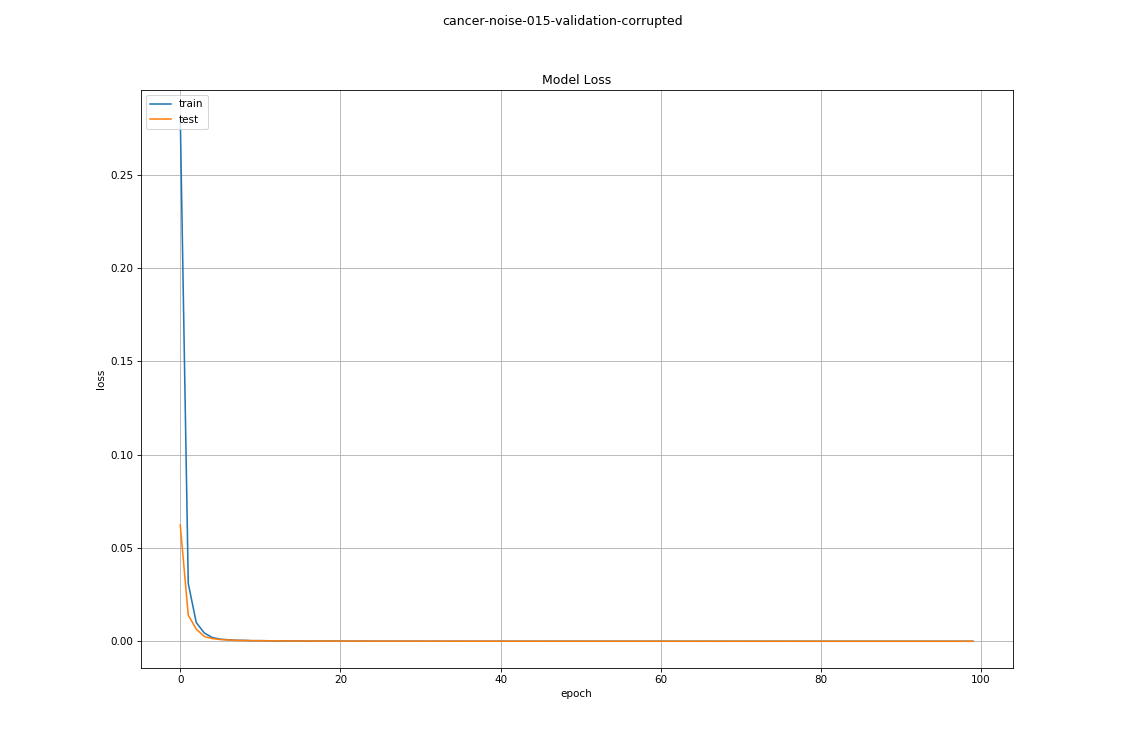 cancer-noise-015-validation-corrupted
Model Loss
train
test
0.25
0.20
0.15
0.10
0.05
0.00
loss
0 20 40 60 80 100
epoch